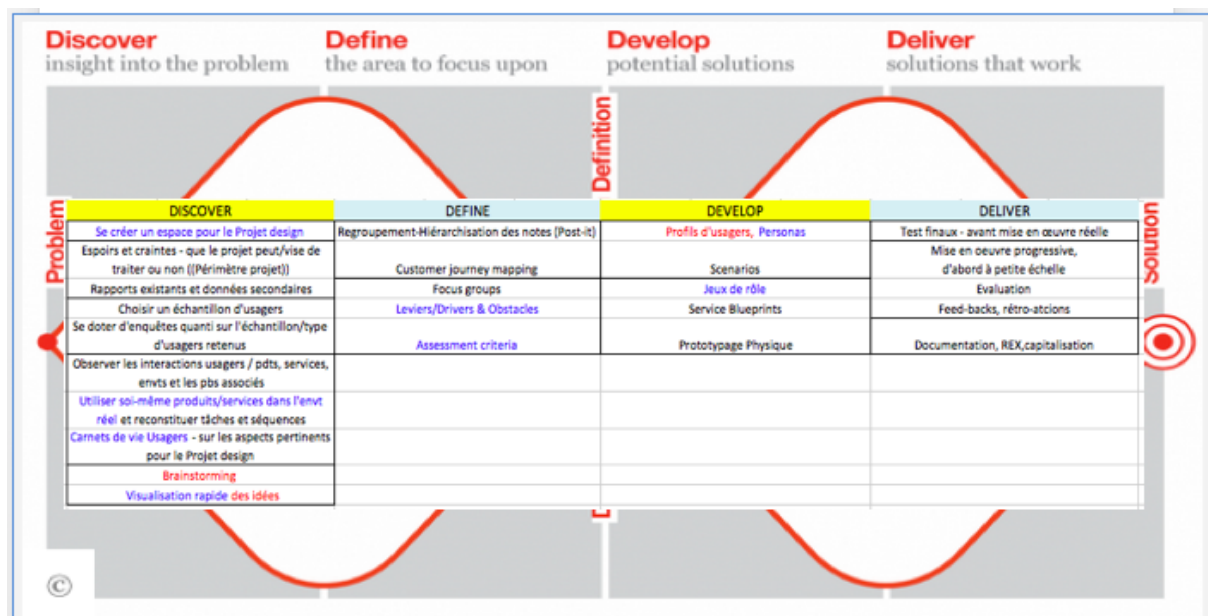 Discover
insight into the problem
Define
the area to focus upon
Develop
potential solutions
Deliver
solutions that work
Problem
Definition
Solution
DISCOVER
DEFINE
DEVELOP
DELIVER
Se créer un espace pour le Projet design
Regroupement-Hiérarchisation des notes (Post-it)
Profils d'usagers, Personas
Test finaux - avant mise en œuvre réelle
Espoirs et craintes - que le projet peut/vise de
traiter ou non ((Périmètre projet))
Customer journey mapping
Scenarios
Mise en oeuvre progressive,
d'abord à petite échelle
Rapports existants et données secondaires
Focus groups
Jeux de rôle
Evaluation
Choisir un échantillon d'usagers
Leviers/Drivers & Obstacles
Service Blueprints
Feed-backs, rétro-atcions
Se doter d'enquêtes quanti sur l'échantillon/type
d'usagers retenus
Assessment criteria
Prototypage Physique
Documentation, REX,capitalisation
Observer les interactions usagers / pdts, services,
envts et les pbs associés
Utiliser soi-même produits/services dans l'envt
réel et reconstituer tâches et séquences
Carnets de vie Usagers - sur les aspects pertinents
pour le Projet design
Brainstorming
Visualisation rapide des idées
©